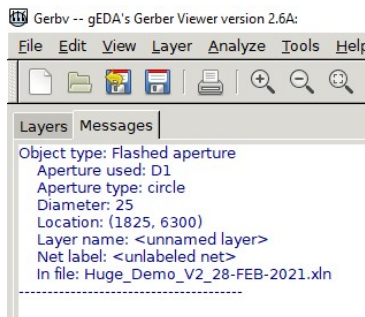 Gerbv -- gEDA's Gerber Viewer version 2.6A:
File Edit View Layer Analyze Tools Help
Layers Messages
Object type: Flashed aperture
Aperture used: D1
Aperture type: circle
Diameter: 25
Location: (1825, 6300)
Layer name: <unnamed layer>
Net label: <unlabeled net>
In file: Huge_Demo_V2_28-FEB-2021.xln
---------------------------------------